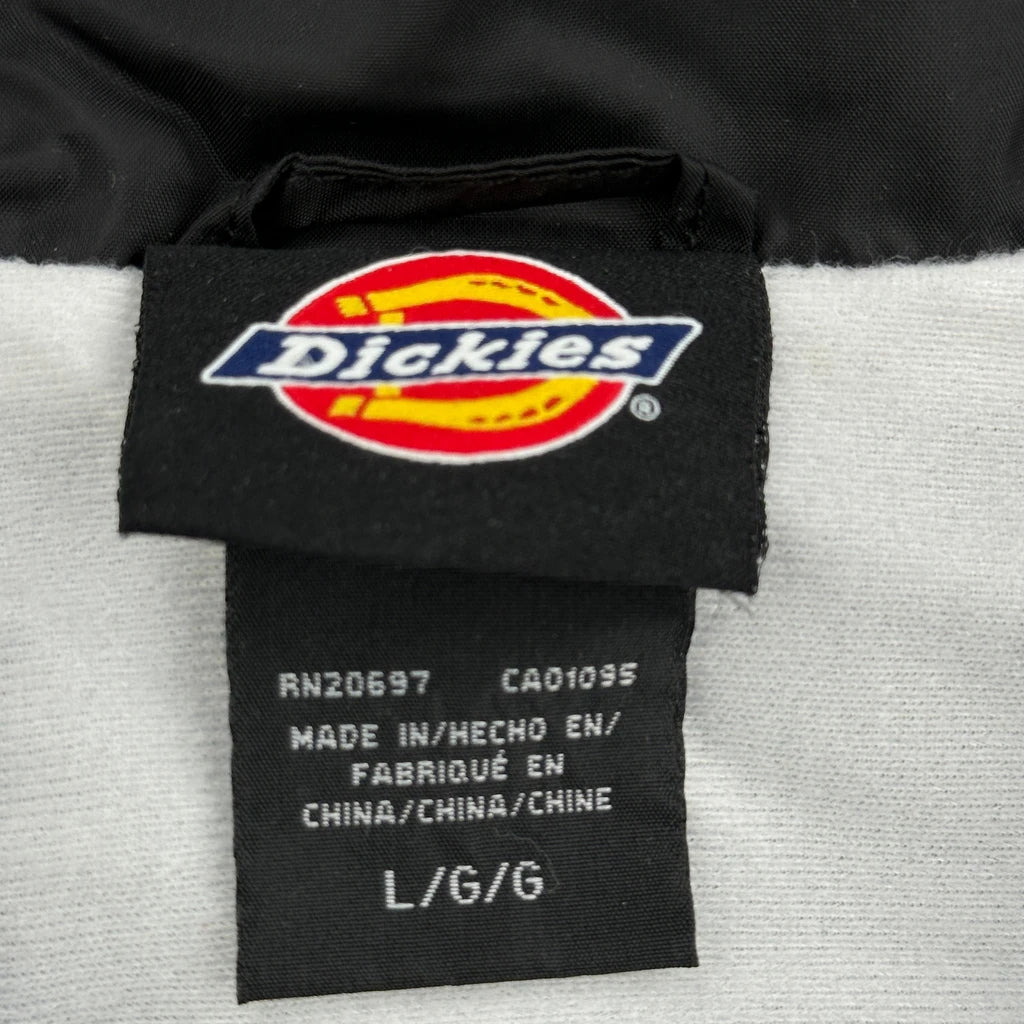 Dickies
®
RN20697 CA01095
MADE IN/HECHO EN/
FABRIQUÉ EN
CHINA/CHINA/CHINE
L/G/G